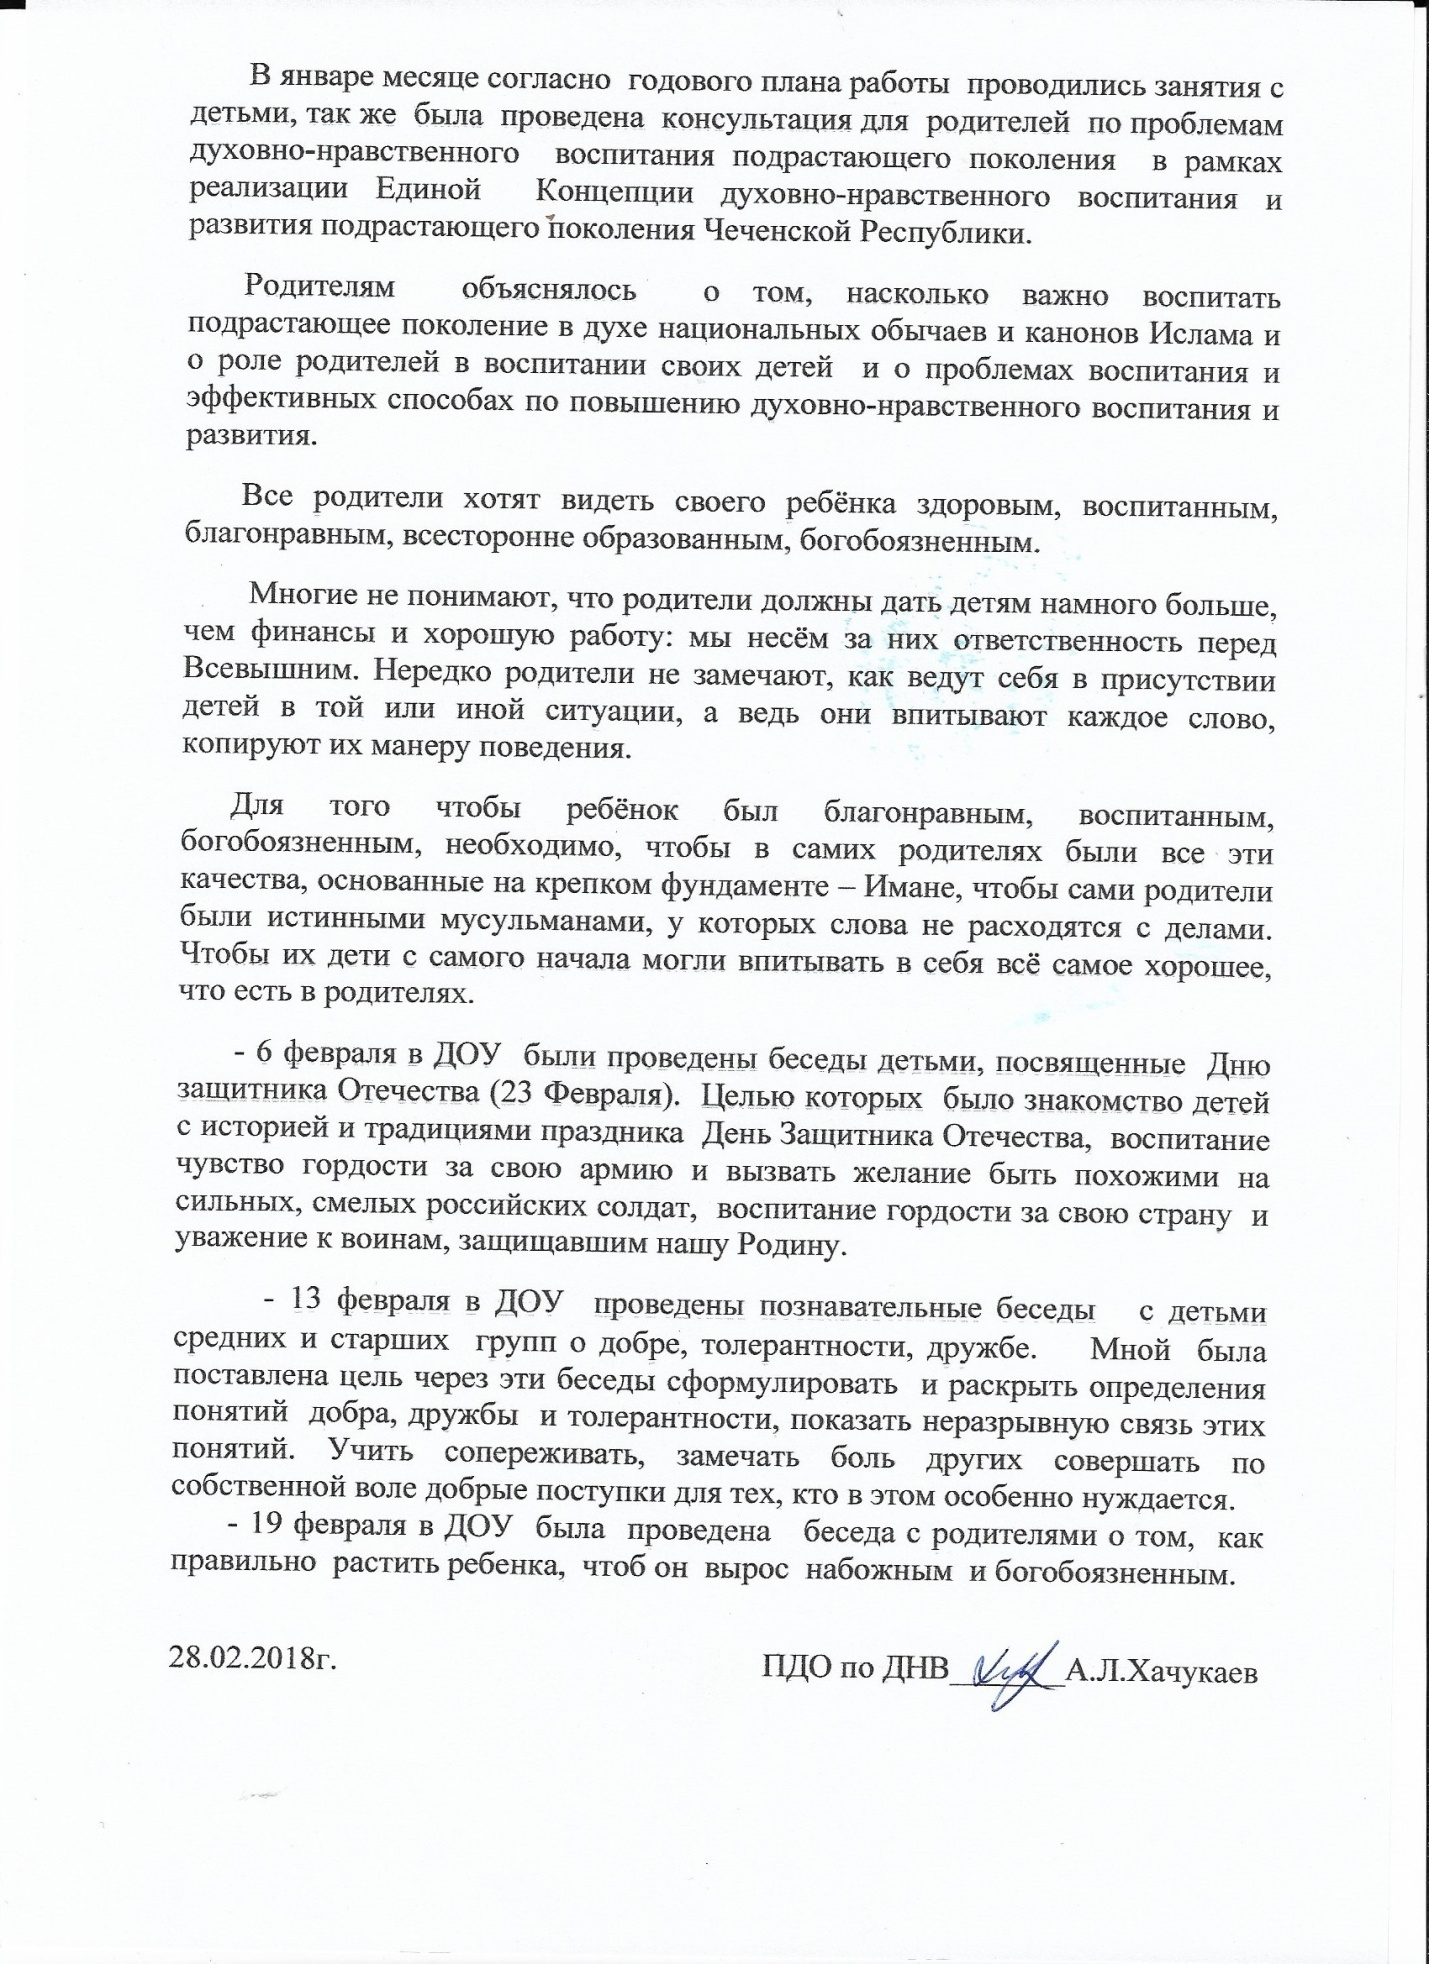 В январе месяце согласно годового плана работы проводились занятия с
детьми, так же была проведена консультация для родителей по проблемам
духовно-нравственного воспитания подрастающего поколения в рамках
реализации Единой Концепции духовно-нравственного воспитания и
развития подрастающего поколения Чеченской Республики.
Родителям объяснялось о том, насколько важно воспитать
подрастающее поколение в духе национальных обычаев и канонов Ислама и
о роле родителей в воспитании своих детей и о проблемах воспитания и
эффективных способах по повышению духовно-нравственного воспитания и
развития.
Все родители хотят видеть своего ребёнка здоровым, воспитанным,
благонравным, всесторонне образованным, богобоязненным.
Многие не понимают, что родители должны дать детям намного больше,
чем финансы и хорошую работу: мы несём за них ответственность перед
Всевышним. Нередко родители не замечают, как ведут себя в присутствии
детей в той или иной ситуации, а ведь они впитывают каждое слово,
копируют их манеру поведения.
Для того чтобы ребёнок был благонравным, воспитанным,
богобоязненным, необходимо, чтобы в самих родителях были все эти
качества, основанные на крепком фундаменте – Имане, чтобы сами родители
были истинными мусульманами, у которых слова не расходятся с делами.
Чтобы их дети с самого начала могли впитывать в себя всё самое хорошее,
что есть в родителях.
- 6 февраля в ДОУ были проведены беседы детьми, посвященные Дню
защитника Отечества (23 Февраля). Целью которых было знакомство детей
с историей и традициями праздника День Защитника Отечества, воспитание
чувство гордости за свою армию и вызвать желание быть похожими на
сильных, смелых российских солдат, воспитание гордости за свою страну и
уважение к воинам, защищавшим нашу Родину.
- 13 февраля в ДОУ проведены познавательные беседы с детьми
средних и старших групп о добре, толерантности, дружбе. Мной была
поставлена цель через эти беседы сформулировать и раскрыть определения
понятий добра, дружбы и толерантности, показать неразрывную связь этих
понятий. Учить сопереживать, замечать боль других совершать по
собственной воле добрые поступки для тех, кто в этом особенно нуждается.
- 19 февраля в ДОУ была проведена беседа с родителями о том, как
правильно растить ребенка, чтоб он вырос набожным и богобоязненным.
28.02.2018г. ПДО по ДНВ________А.Л.Хачукаев